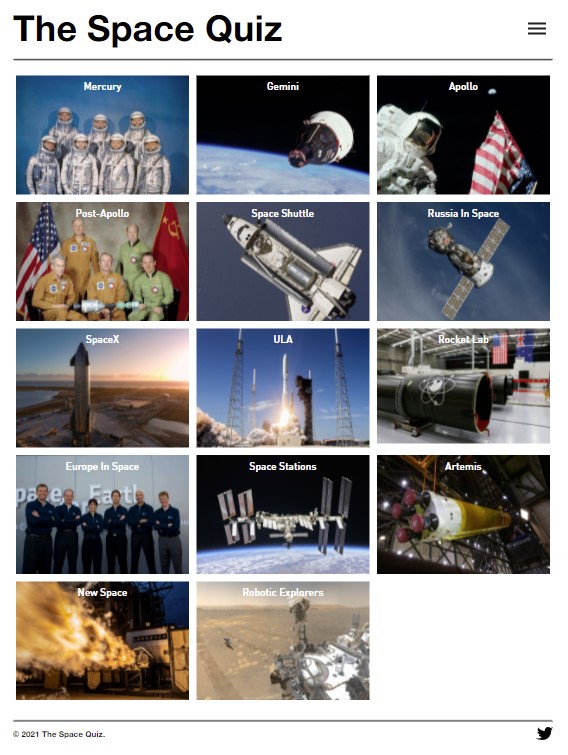 The Space Quiz
Mercury
Gemini
Apollo
Post-Apollo
Space Shuttle
Russia In Space
SpaceX
ULA
Rocket Lab
Europe In Space
Space Stations
Artemis
New Space
Robotic Explorers
© 2021 The Space Quiz.